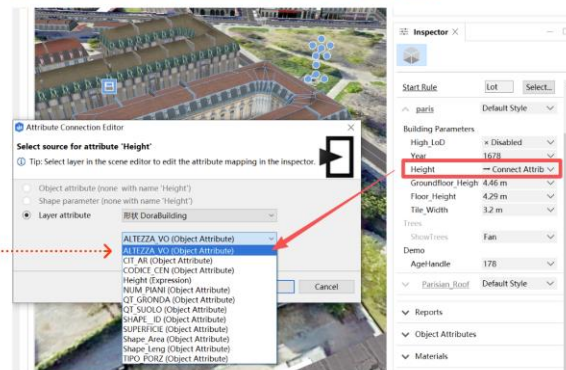 Attribute Connection Editor
Select source for attribute 'Height'
Tip: Select layer in the scene editor to edit the attribute mapping in the inspector.
Object attribute (none with name 'Height')
Shape parameter (none with name 'Height')
Layer attribute
形状 DoraBuilding
ALTEZZA_VO (Object Attribute)
ALTEZZA_VO (Object Attribute)
CIT_AR (Object Attribute)
CODICE_CEN (Object Attribute)
Height (Expression)
NUM_PIANI (Object Attribute)
QT_GRONDA (Object Attribute)
QT_SUOLO (Object Attribute)
SHAPE_ID (Object Attribute)
SUPERFICIE (Object Attribute)
Shape_Area (Object Attribute)
Shape_Leng (Object Attribute)
TIPO_PORZ (Object Attribute)
Cancel
Inspector
Start Rule Lot Select...
paris Default Style
Building Parameters
High_LoD × Disabled
Year 1678
Height Connect Attrib
Groundfloor_Heigh 4.46 m
Floor_Height 4.29 m
Tile_Width 3.2 m
Trees
ShowTrees Fan
Demo
AgeHandle 178
Parisian_Roof Default Style
Reports
Object Attributes
Materials